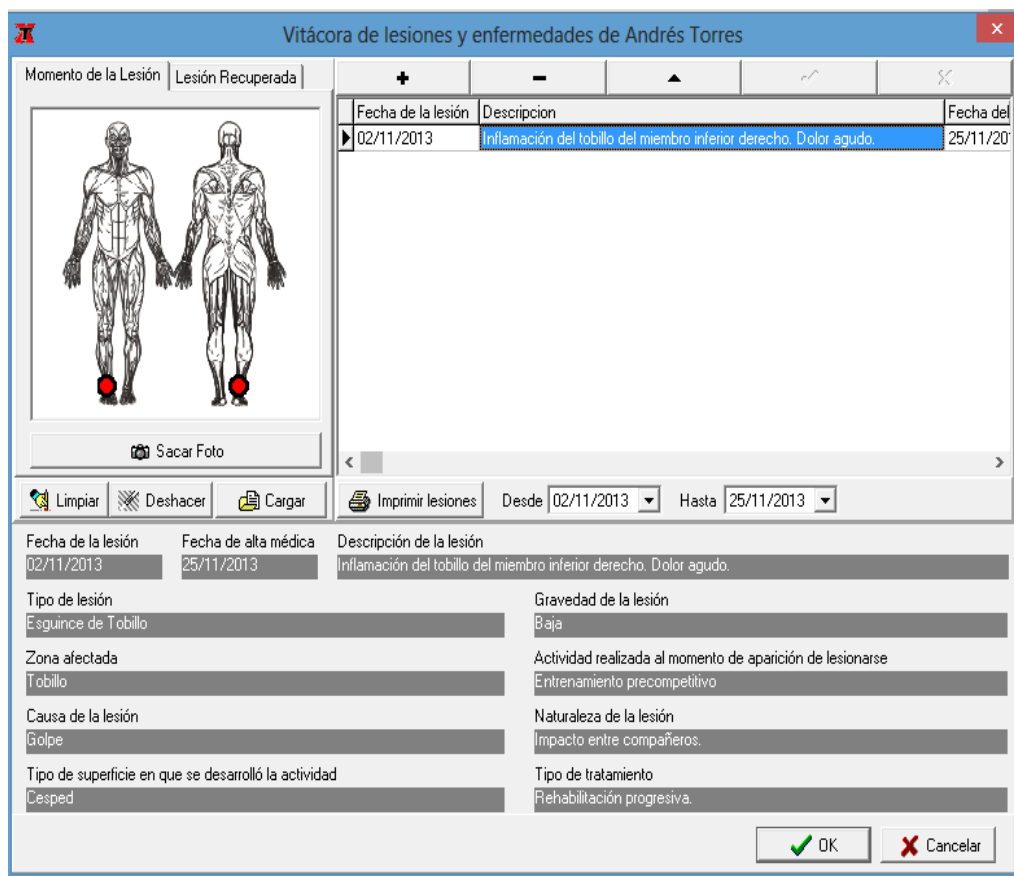 Vitácora de lesiones y enfermedades de Andrés Torres
Momento de la Lesión Lesión Recuperada
Fecha de la lesión Descripcion Fecha del
02/11/2013 Inflamación del tobillo del miembro inferior derecho. Dolor agudo. 25/11/20
Sacar Foto
Limpiar Deshacer Cargar Imprimir lesiones Desde 02/11/2013 Hasta 25/11/2013
Fecha de la lesión Fecha de alta médica Descripción de la lesión
02/11/2013 25/11/2013 Inflamación del tobillo del miembro inferior derecho. Dolor agudo.
Tipo de lesión Gravedad de la lesión
Esguince de Tobillo Baja
Zona afectada Actividad realizada al momento de aparición de lesionarse
Tobillo Entrenamiento precompetitivo
Causa de la lesión Naturaleza de la lesión
Golpe Impacto entre compañeros.
Tipo de superficie en que se desarrolló la actividad Tipo de tratamiento
Cesped Rehabilitación progresiva.
OK Cancelar